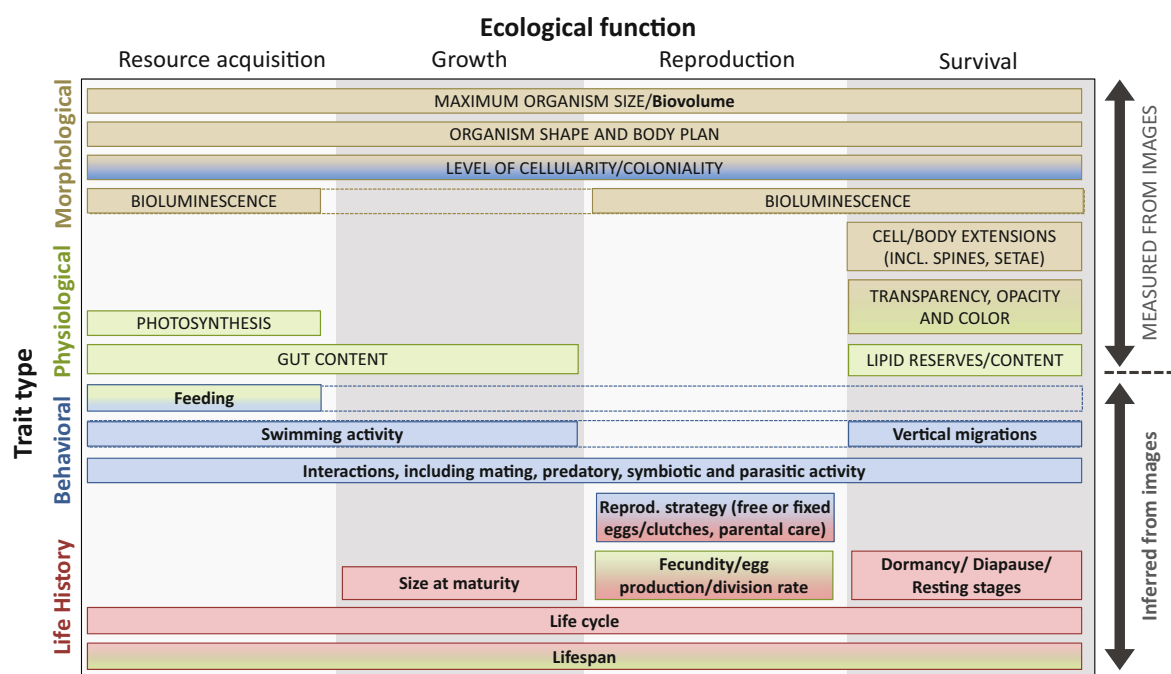 Ecological function
Resource acquisition
Growth
Reproduction
Survival
Trait type
Morphological
Physiological
Behavioral
Life History
MAXIMUM ORGANISM SIZE/Biovolume
ORGANISM SHAPE AND BODY PLAN
LEVEL OF CELLULARITY/COLONIALITY
BIOLUMINESCENCE
BIOLUMINESCENCE
CELL/BODY EXTENSIONS
(INCL. SPINES, SETAE)
TRANSPARENCY, OPACITY
AND COLOR
PHOTOSYNTHESIS
GUT CONTENT
LIPID RESERVES/CONTENT
Feeding
Swimming activity
Vertical migrations
Interactions, including mating, predatory, symbiotic and parasitic activity
Reprod. strategy (free or fixed
eggs/clutches, parental care)
Size at maturity
Fecundity/egg
production/division rate
Dormancy/ Diapause/
Resting stages
Life cycle
Lifespan
MEASURED FROM IMAGES
Inferred from images